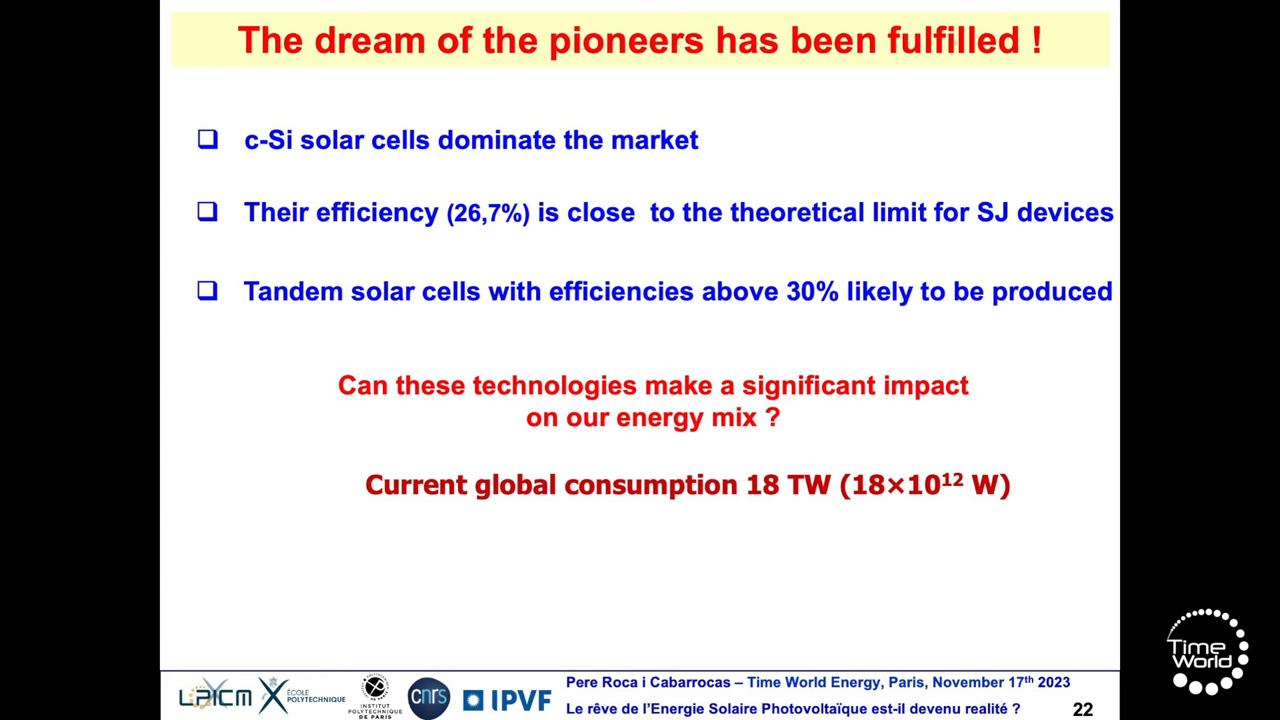 The dream of the pioneers has been fulfilled !
c-Si solar cells dominate the market
Their efficiency (26,7%) is close to the theoretical limit for SJ devices
Tandem solar cells with efficiencies above 30% likely to be produced
Can these technologies make a significant impact
on our energy mix ?
Current global consumption 18 TW (18×10¹² W)
LPICM
ÉCOLE
POLYTECHNIQUE
INSTITUT
POLYTECHNIQUE
DE PARIS
cnrs
IPVF
Pere Roca i Cabarrocas – Time World Energy, Paris, November 17th 2023
Le rêve de l'Energie Solaire Photovoltaïque est-il devenu realité ?
22
Time
World